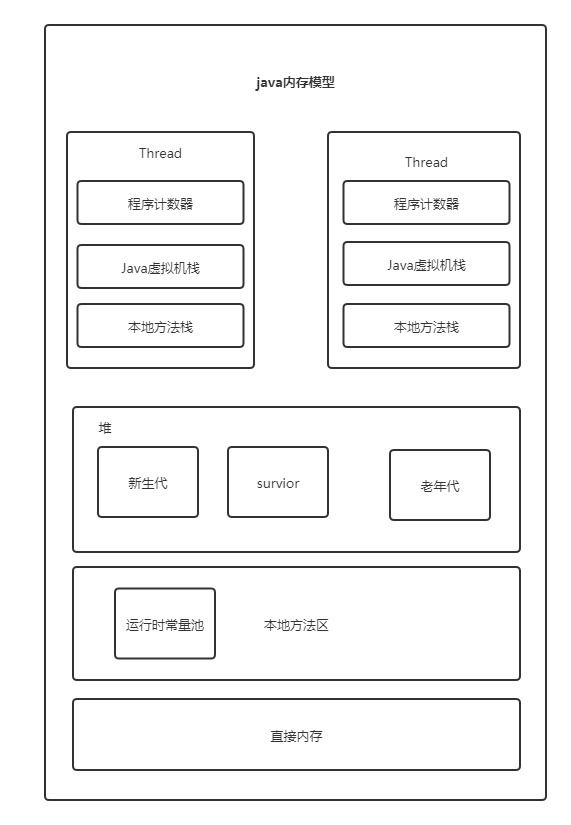 java内存模型
Thread
程序计数器
Java虚拟机栈
本地方法栈
Thread
程序计数器
Java虚拟机栈
本地方法栈
堆
新生代
survior
老年代
运行时常量池
本地方法区
直接内存